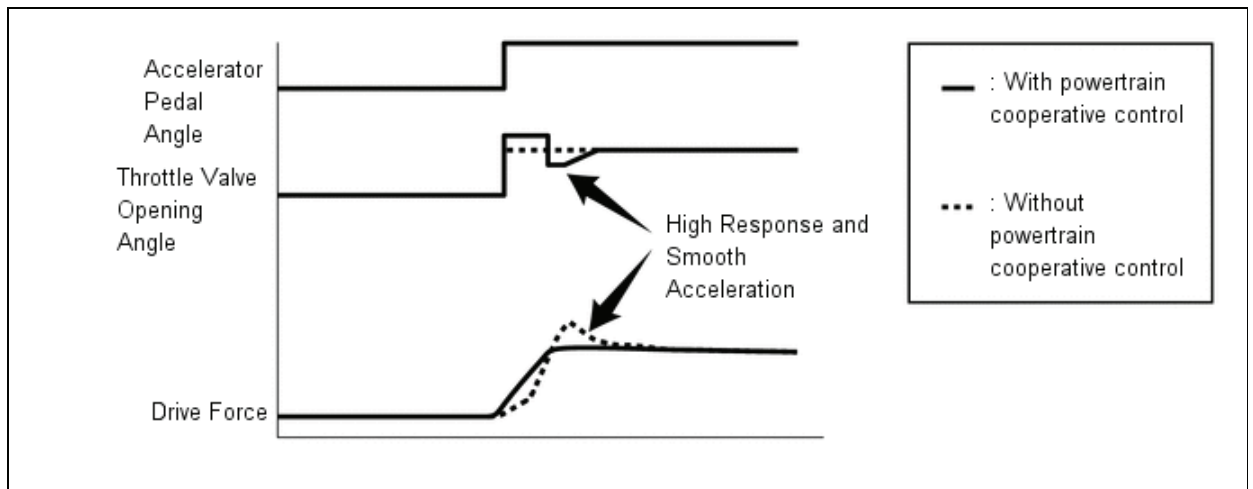 Accelerator
Pedal
Angle
Throttle Valve
Opening
Angle
High Response and
Smooth
Acceleration
Drive Force
: With powertrain
cooperative control
: Without
powertrain
cooperative control